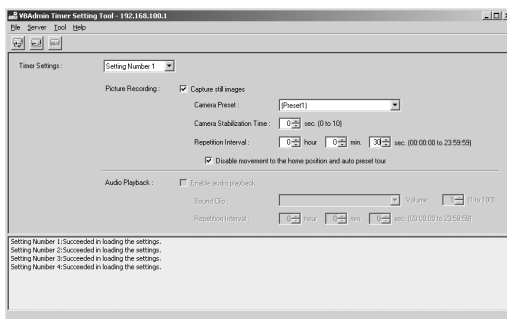 VBAdmin Timer Setting Tool - 192.168.100.1
File Server Tool Help
Timer Settings : Setting Number 1
Picture Recording : Capture still images
Camera Preset : (Preset1)
Camera Stabilization Time : 0 sec. (0 to 10)
Repetition Interval : 0 hour 0 min. 30 sec. (00:00:00 to 23:59:59)
Disable movement to the home position and auto preset tour
Audio Playback : Enable audio playback
Sound Clip : Volume : (1 to 100)
Repetition Interval : 0 hour 0 min. 0 sec. (00:00:00 to 23:59:59)
Setting Number 1:Succeeded in loading the settings.
Setting Number 2:Succeeded in loading the settings.
Setting Number 3:Succeeded in loading the settings.
Setting Number 4:Succeeded in loading the settings.